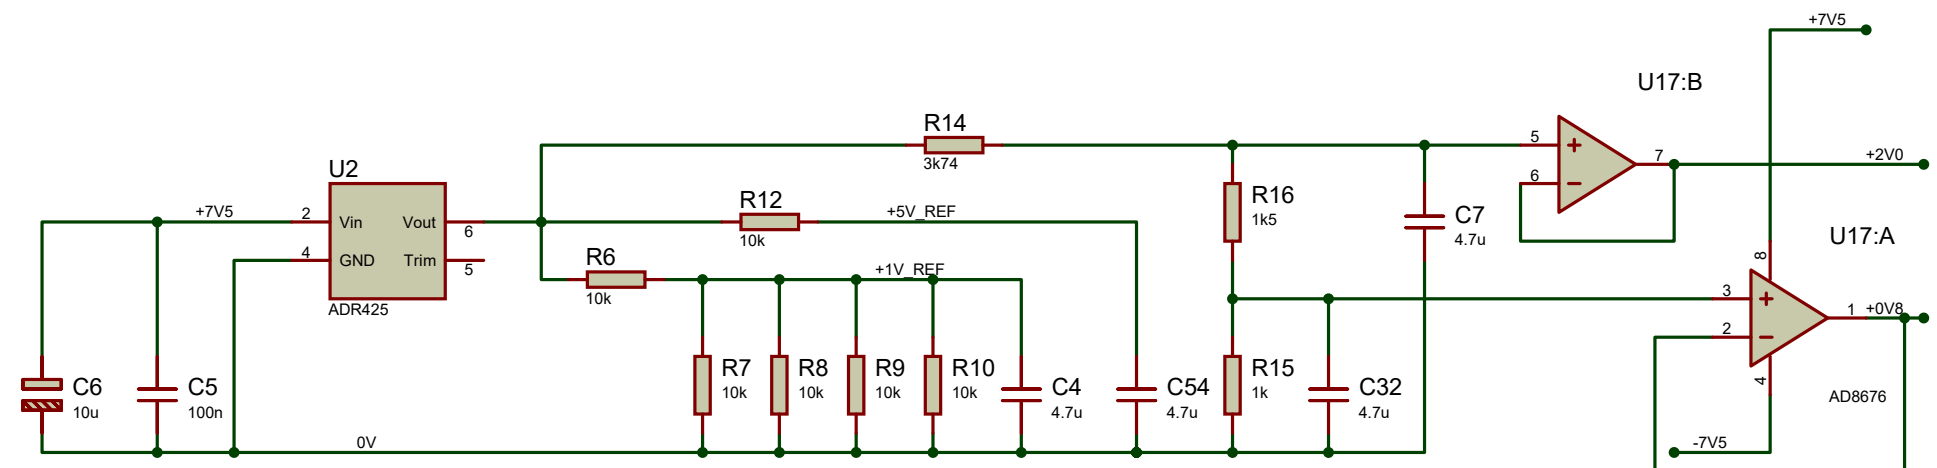 +7V5
U17:B
R14
3k74
5
7
+2V0
6
U2
R12
10k
+5V_REF
R16
1k5
C7
4.7u
U17:A
+7V5
2
Vin
Vout
6
4
GND
Trim
5
ADR425
R6
10k
+1V_REF
8
3
2
1
+0V8
4
AD8676
C6
10u
C5
100n
R7
10k
R8
10k
R9
10k
R10
10k
C4
4.7u
C54
4.7u
R15
1k
C32
4.7u
0V
-7V5